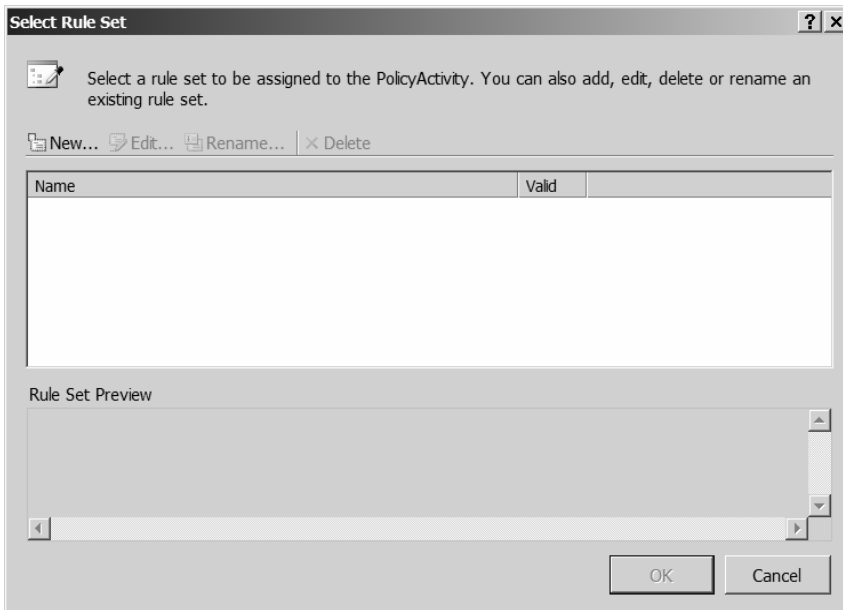 Select Rule Set
Select a rule set to be assigned to the PolicyActivity. You can also add, edit, delete or rename an
existing rule set.
New... Edit... Rename... Delete
Name Valid
Rule Set Preview
OK Cancel